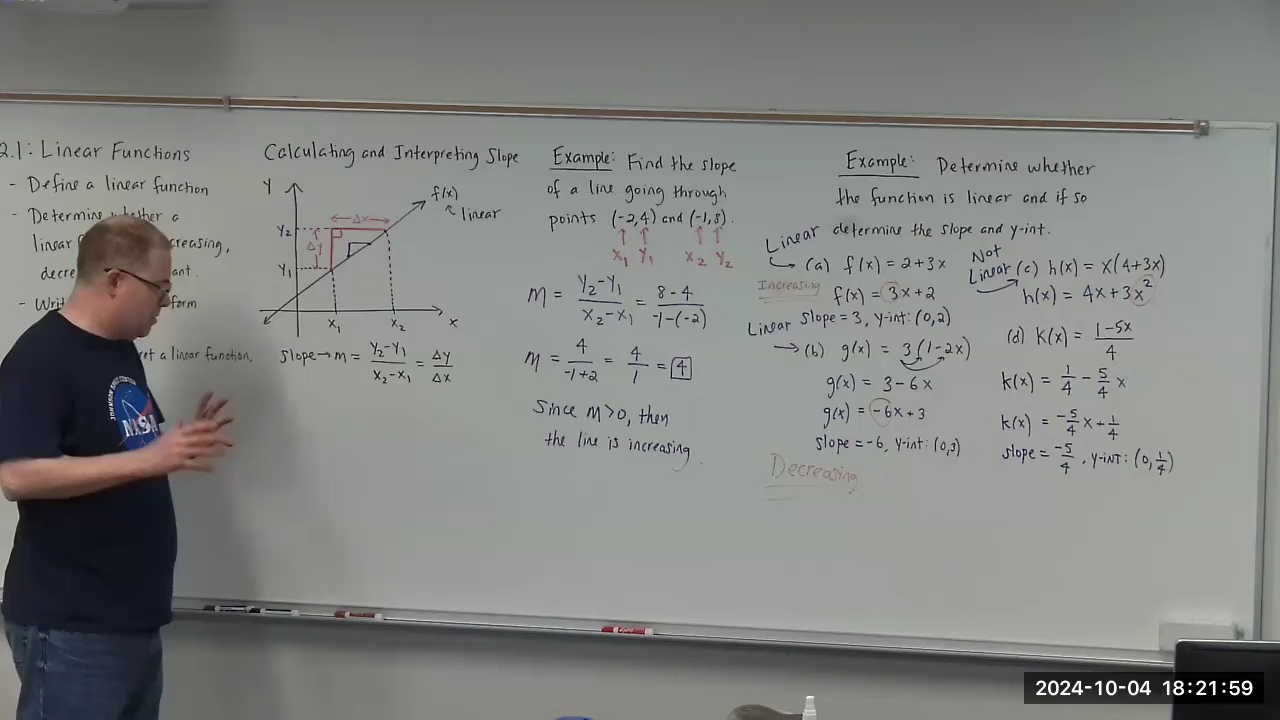 2.1: Linear Functions
- Define a linear function
- Determine whether a
linear creasing,
decre ant.
- Writ form
ret a linear function.
Calculating and Interpreting Slope
Y
f(x)
linear
Δx
Y₂
Δy
Y₁
x₁ x₂ x
Slope → m = (Y₂-Y₁)/(X₂-X₁) = ΔY/ΔX
Example: Find the slope
of a line going through
points (-2,4) and (-1,8).
X₁ Y₁ X₂ Y₂
m = (Y₂-Y₁)/(X₂-X₁) = (8-4)/(-1-(-2))
m = 4/(-1+2) = 4/1 = 4
Since m>0, then
the line is increasing.
Example: Determine whether
the function is linear and if so
determine the slope and y-int.
Linear
(a) f(x) = 2+3x
Increasing
f(x) = 3x+2
Slope = 3, y-int: (0,2)
Linear
(b) g(x) = 3(1-2x)
g(x) = 3-6x
g(x) = -6x+3
slope = -6, y-int: (0,3)
Decreasing
Not
Linear
(c) h(x) = x(4+3x)
h(x) = 4x+3x²
(d) k(x) = (1-5x)/4
k(x) = 1/4 - 5/4 x
k(x) = -5/4 x + 1/4
slope = -5/4, y-int: (0, 1/4)
JOHNSON SPACE CENTER
NASA
2024-10-04 18:21:59